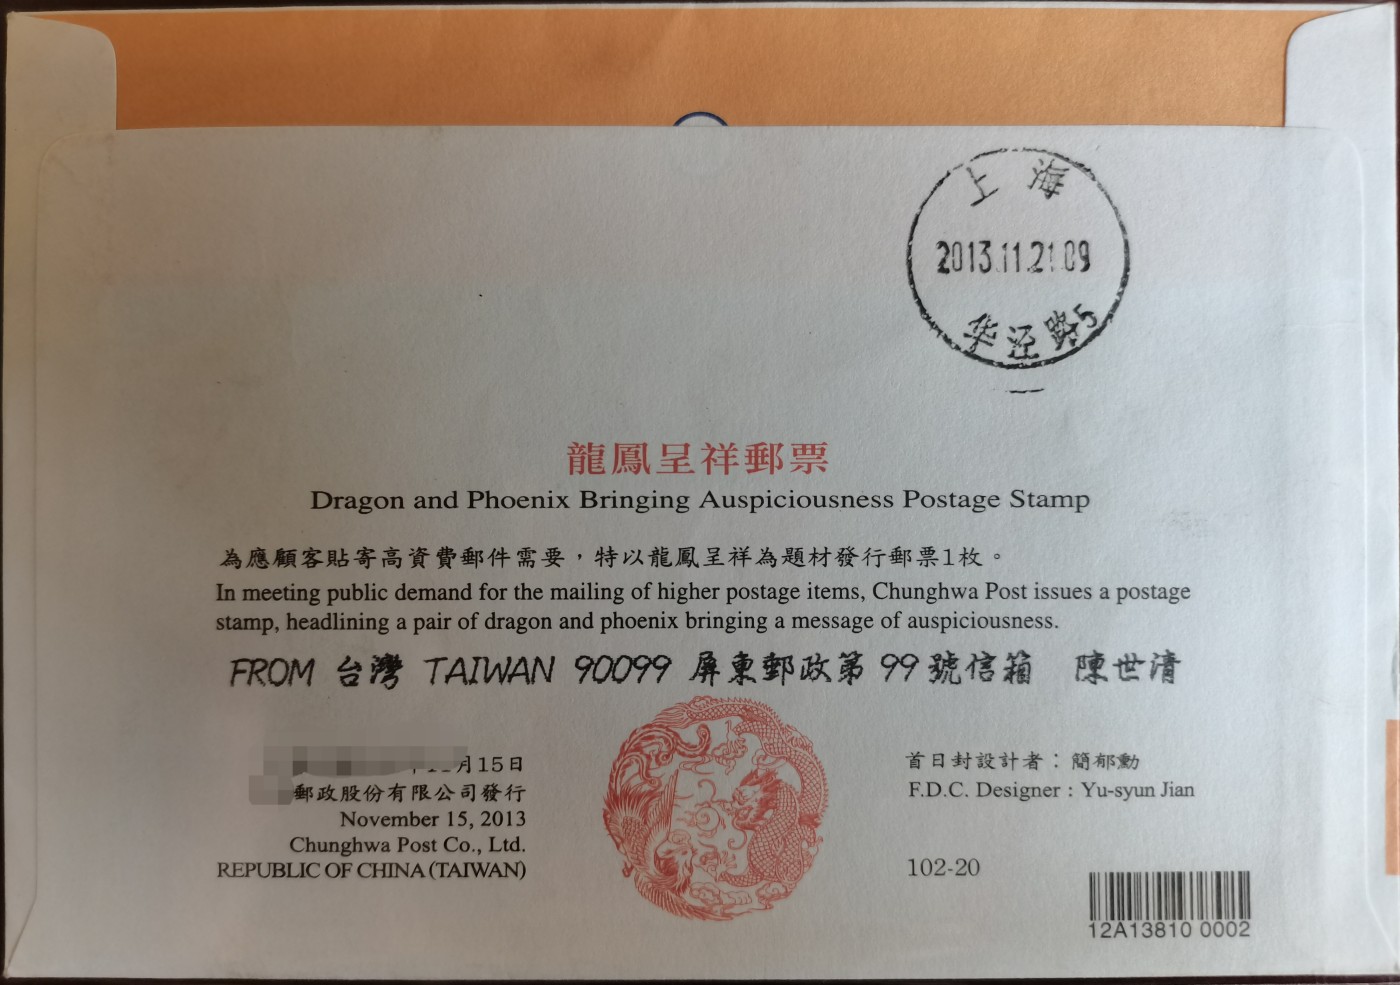 上海
2013.11.21.09
华泾路5
龍鳳呈祥郵票
Dragon and Phoenix Bringing Auspiciousness Postage Stamp
為應顧客貼寄高資費郵件需要，特以龍鳳呈祥為題材發行郵票1枚。
In meeting public demand for the mailing of higher postage items, Chunghwa Post issues a postage
stamp, headlining a pair of dragon and phoenix bringing a message of auspiciousness.
FROM 台灣 TAIWAN 90099 屏東郵政第99號信箱 陳世清
月15日
郵政股份有限公司發行
November 15, 2013
Chunghwa Post Co., Ltd.
REPUBLIC OF CHINA (TAIWAN)
首日封設計者：簡郁勳
F.D.C. Designer : Yu-syun Jian
102-20
12A13810 0002